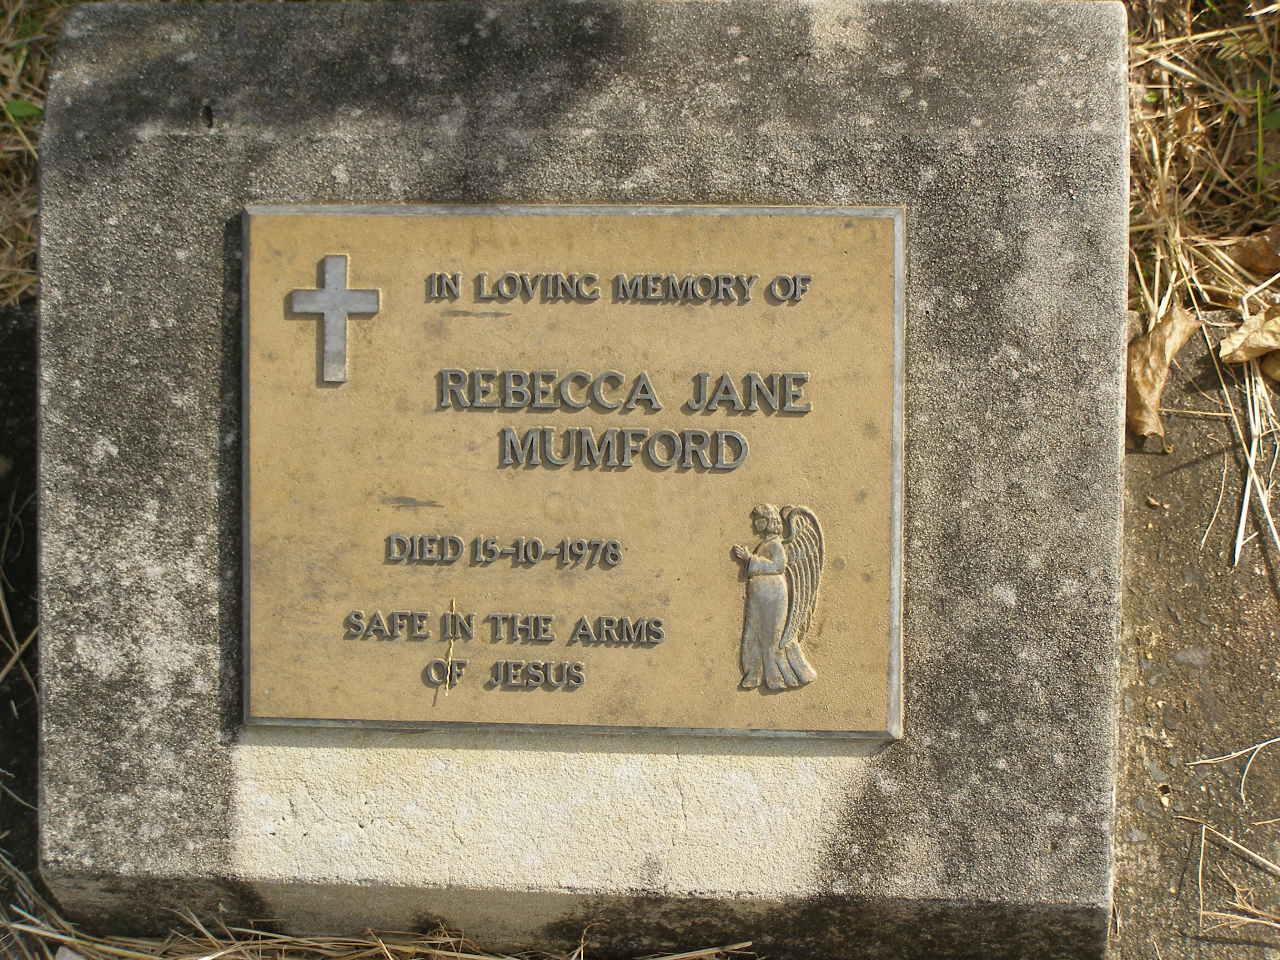 IN LOVING MEMORY OF
REBECCA JANE
MUMFORD
DIED 15-10-1978
SAFE IN THE ARMS
OF JESUS